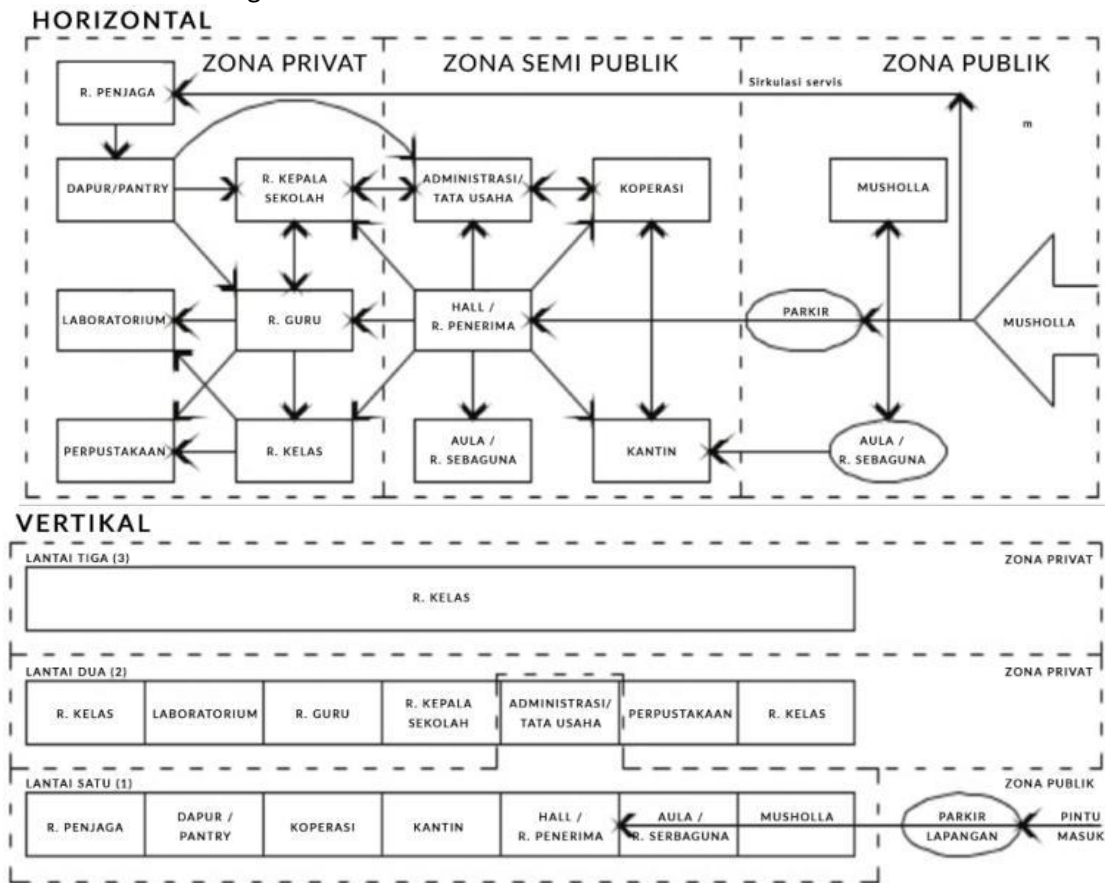 HORIZONTAL
ZONA PRIVAT
ZONA SEMI PUBLIK
ZONA PUBLIK
R. PENJAGA
Sirkulasi servis
m
DAPUR/PANTRY
R. KEPALA
SEKOLAH
ADMINISTRASI/
TATA USAHA
KOPERASI
MUSHOLLA
LABORATORIUM
R. GURU
HALL /
R. PENERIMA
PARKIR
MUSHOLLA
PERPUSTAKAAN
R. KELAS
AULA /
R. SEBAGUNA
KANTIN
AULA /
R. SEBAGUNA
VERTIKAL
LANTAI TIGA (3)
ZONA PRIVAT
R. KELAS
LANTAI DUA (2)
ZONA PRIVAT
R. KELAS
LABORATORIUM
R. GURU
R. KEPALA
SEKOLAH
ADMINISTRASI/
TATA USAHA
PERPUSTAKAAN
R. KELAS
LANTAI SATU (1)
ZONA PUBLIK
R. PENJAGA
DAPUR /
PANTRY
KOPERASI
KANTIN
HALL /
R. PENERIMA
AULA /
R. SERBAGUNA
MUSHOLLA
PARKIR
LAPANGAN
PINTU
MASUK